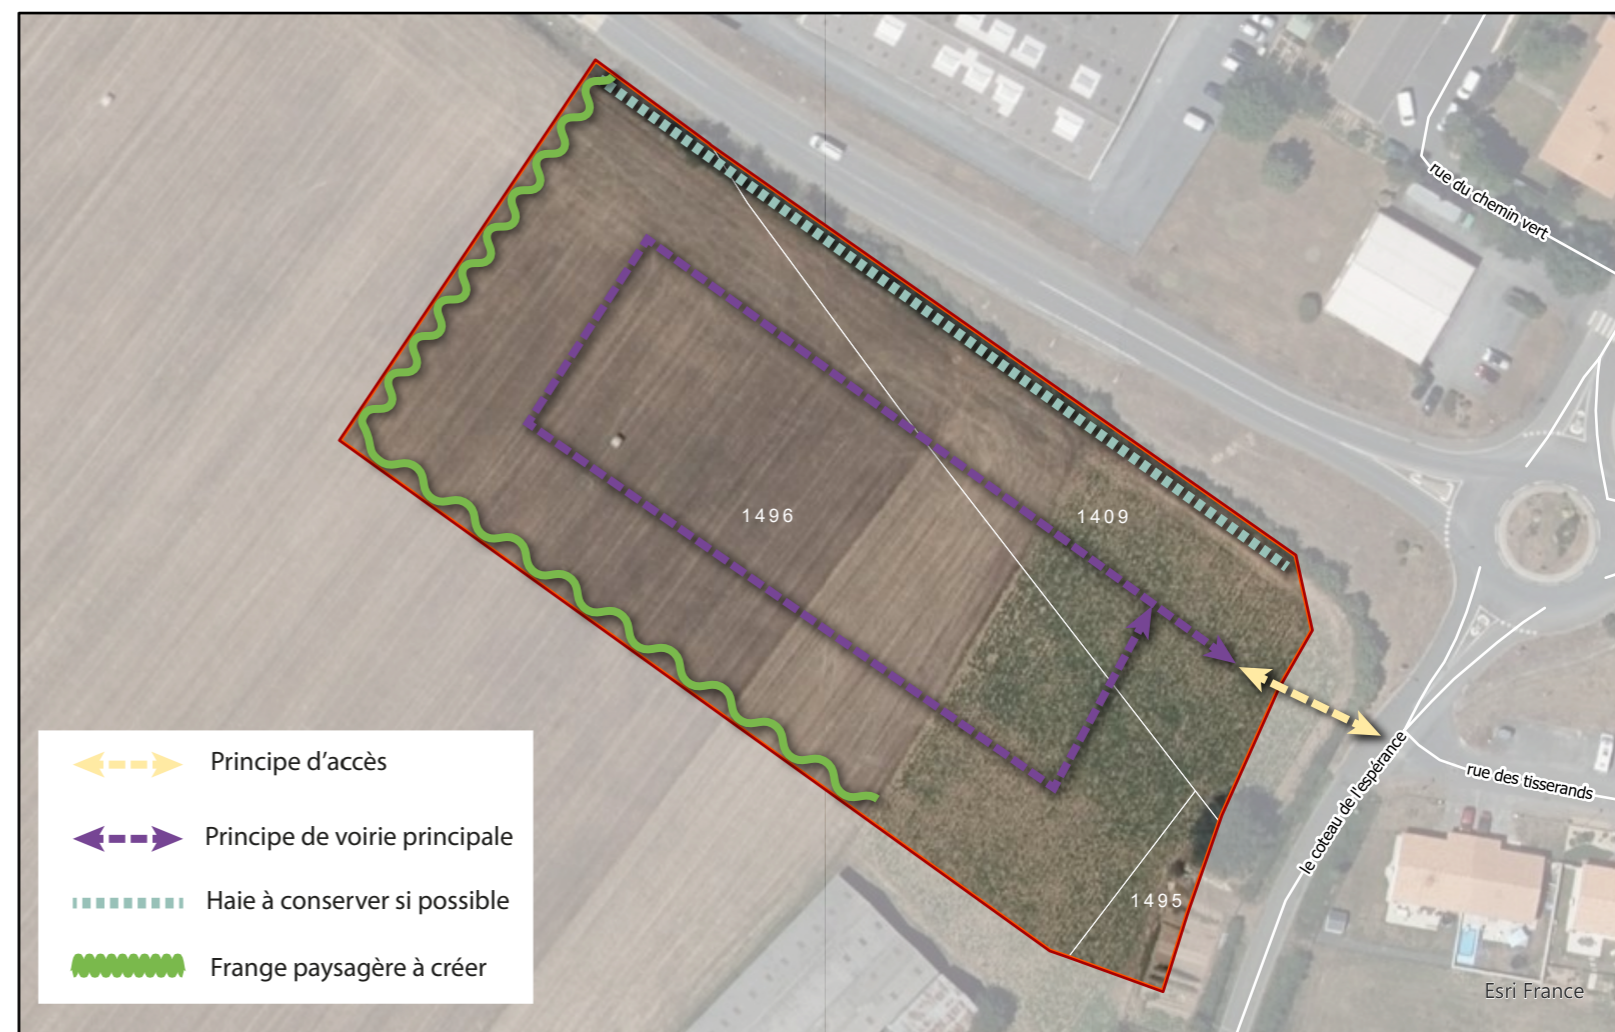 rue du chemin vert
1496
1409
rue des tisserands
le coteau de l'espérance
1495
Principe d'accès
Principe de voirie principale
Haie à conserver si possible
Frange paysagère à créer
Esri France